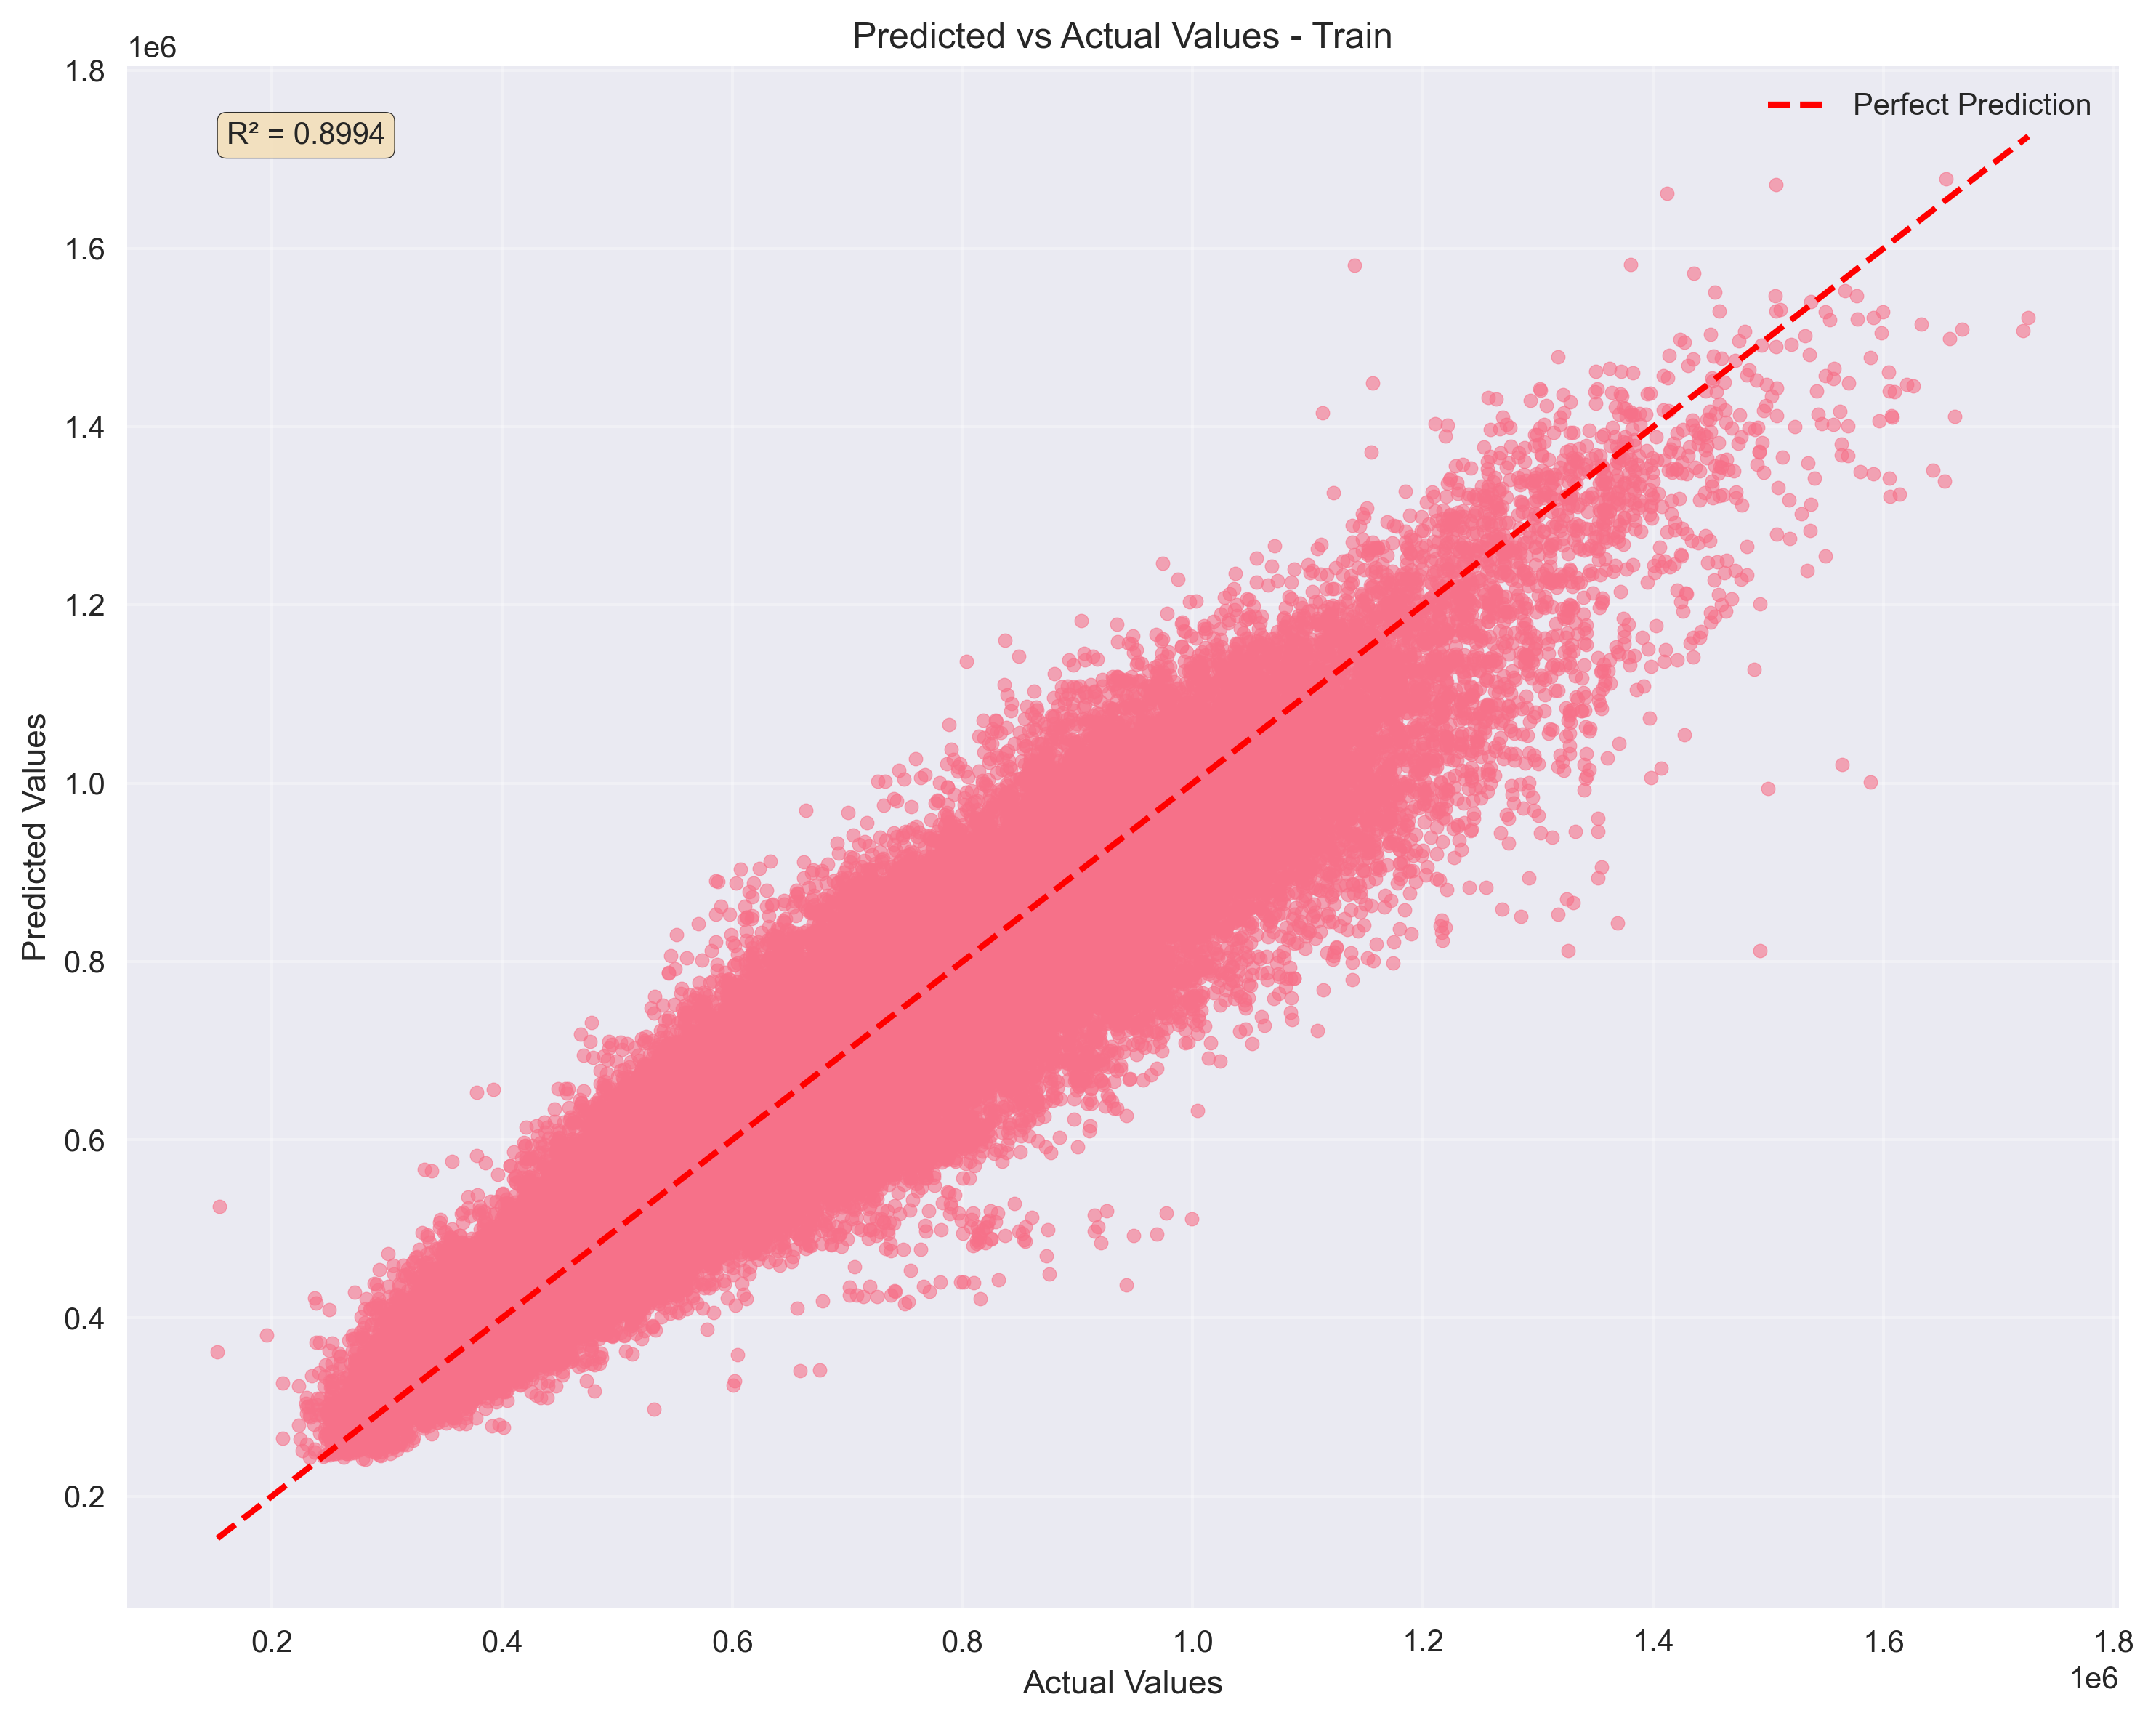 Predicted vs Actual Values - Train
1e6
1.8
1.6
1.4
1.2
1.0
0.8
0.6
0.4
0.2
Predicted Values
R² = 0.8994
Perfect Prediction
0.2 0.4 0.6 0.8 1.0 1.2 1.4 1.6 1.8
1e6
Actual Values